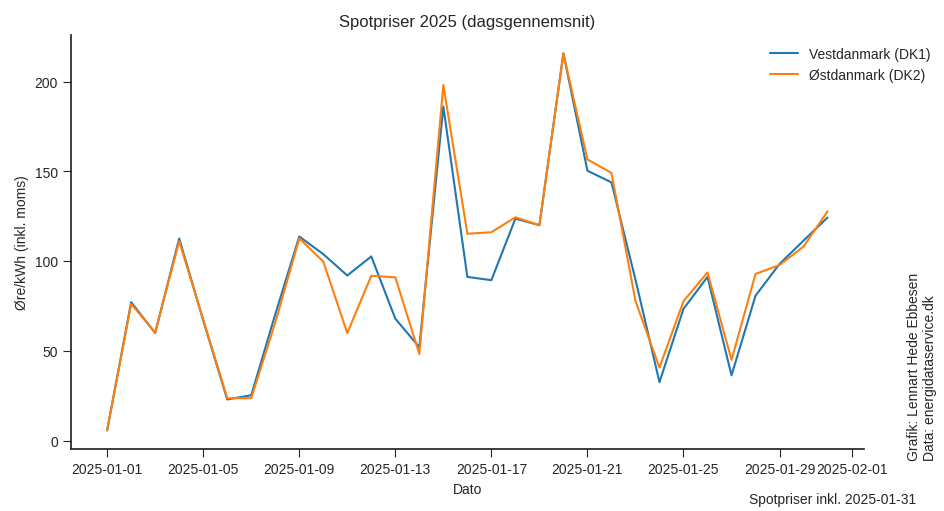 Spotpriser 2025 (dagsgennemsnit)
Vestdanmark (DK1)
Østdanmark (DK2)
Øre/kWh (inkl. moms)
200
150
100
50
0
2025-01-01 2025-01-05 2025-01-09 2025-01-13 2025-01-17 2025-01-21 2025-01-25 2025-01-29 2025-02-01
Dato
Grafik: Lennart Hede Ebbesen
Data: energidataservice.dk
Spotpriser inkl. 2025-01-31